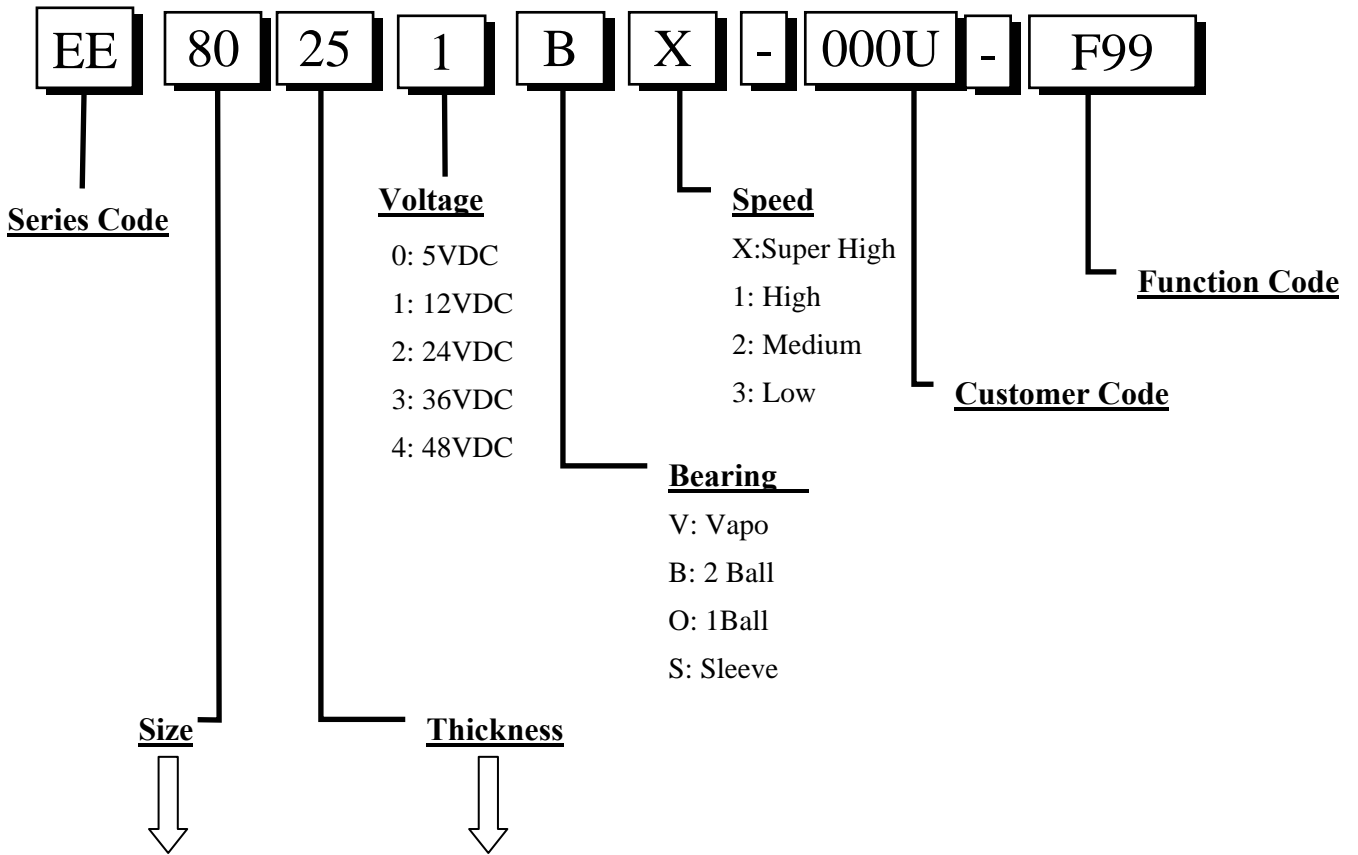 EE 80 25 1 B X - 000U - F99
Series Code
Voltage
0: 5VDC
1: 12VDC
2: 24VDC
3: 36VDC
4: 48VDC
Speed
X:Super High
1: High
2: Medium
3: Low
Function Code
Customer Code
Bearing
V: Vapo
B: 2 Ball
O: 1Ball
S: Sleeve
Size
Thickness